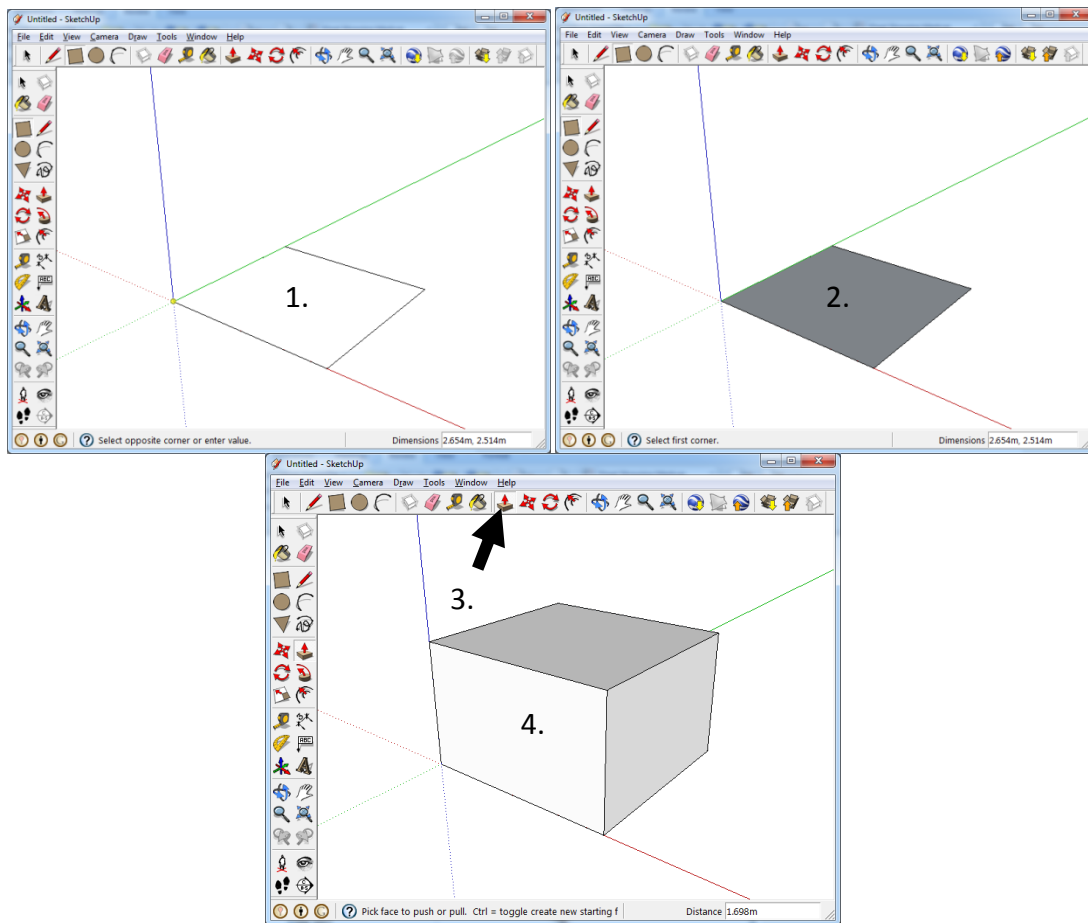 Untitled - SketchUp
File Edit View Camera Draw Tools Window Help
ABC
1.
Select opposite corner or enter value.
Dimensions 2.654m, 2.514m
Untitled - SketchUp
File Edit View Camera Draw Tools Window Help
ABC
2.
Select first corner.
Dimensions 2.654m, 2.514m
Untitled - SketchUp
File Edit View Camera Draw Tools Window Help
3.
4.
ABC
Pick face to push or pull. Ctrl = toggle create new starting f
Distance 1.698m